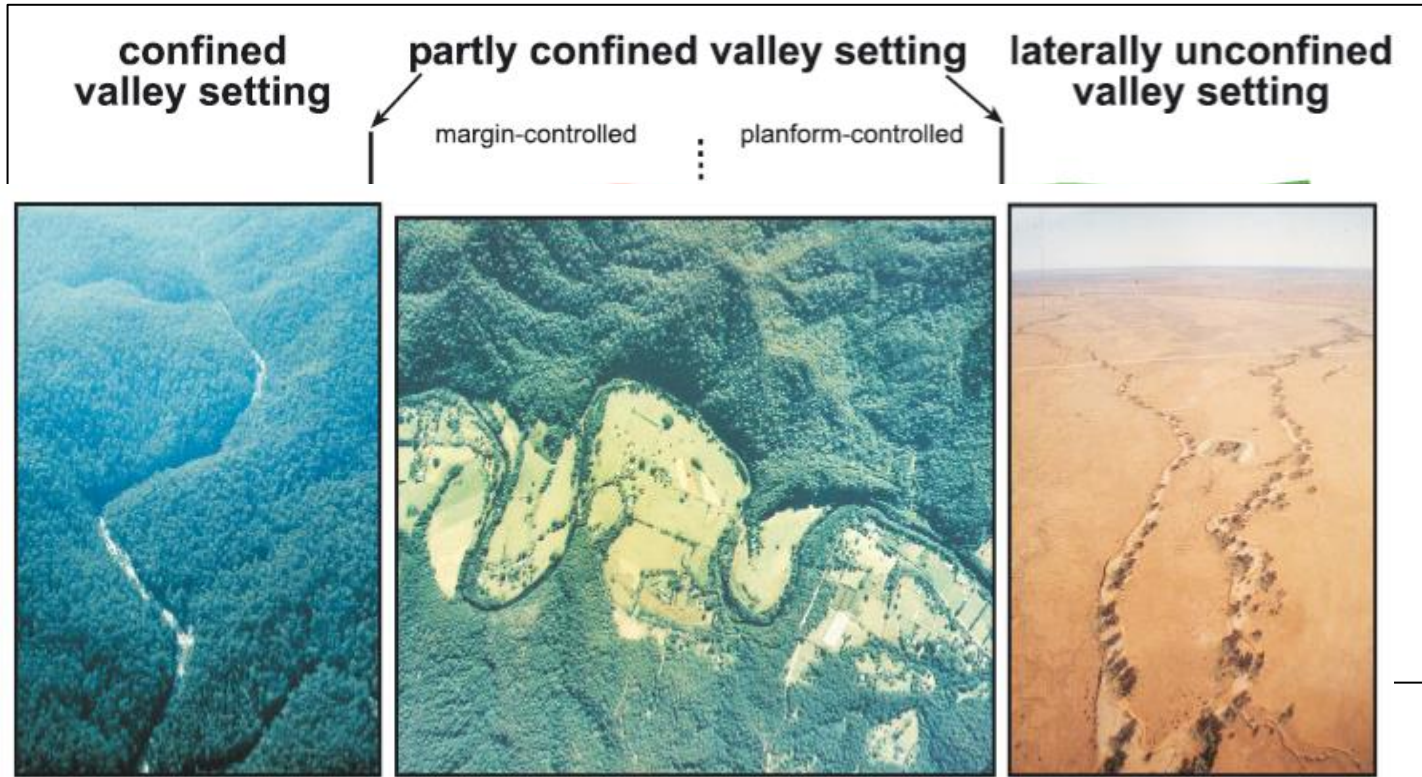 confined
valley setting
partly confined valley setting
margin-controlled
planform-controlled
laterally unconfined
valley setting